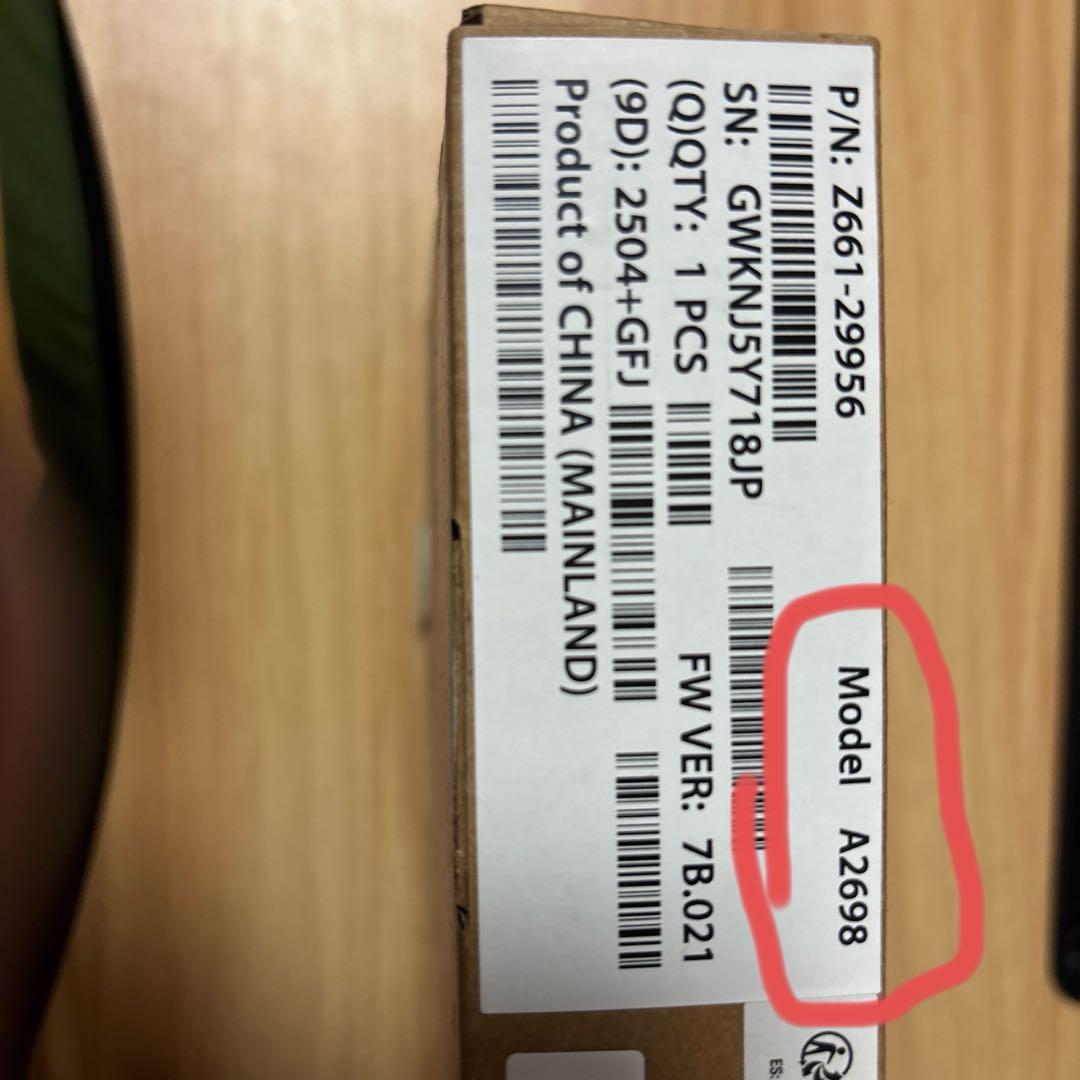 P/N: Z661-29956
Model A2698
SN: GWKNJ5Y718JP
(Q)QTY: 1 PCS
FW VER: 7B.021
(9D): 2504+GFJ
Product of CHINA (MAINLAND)
ES: